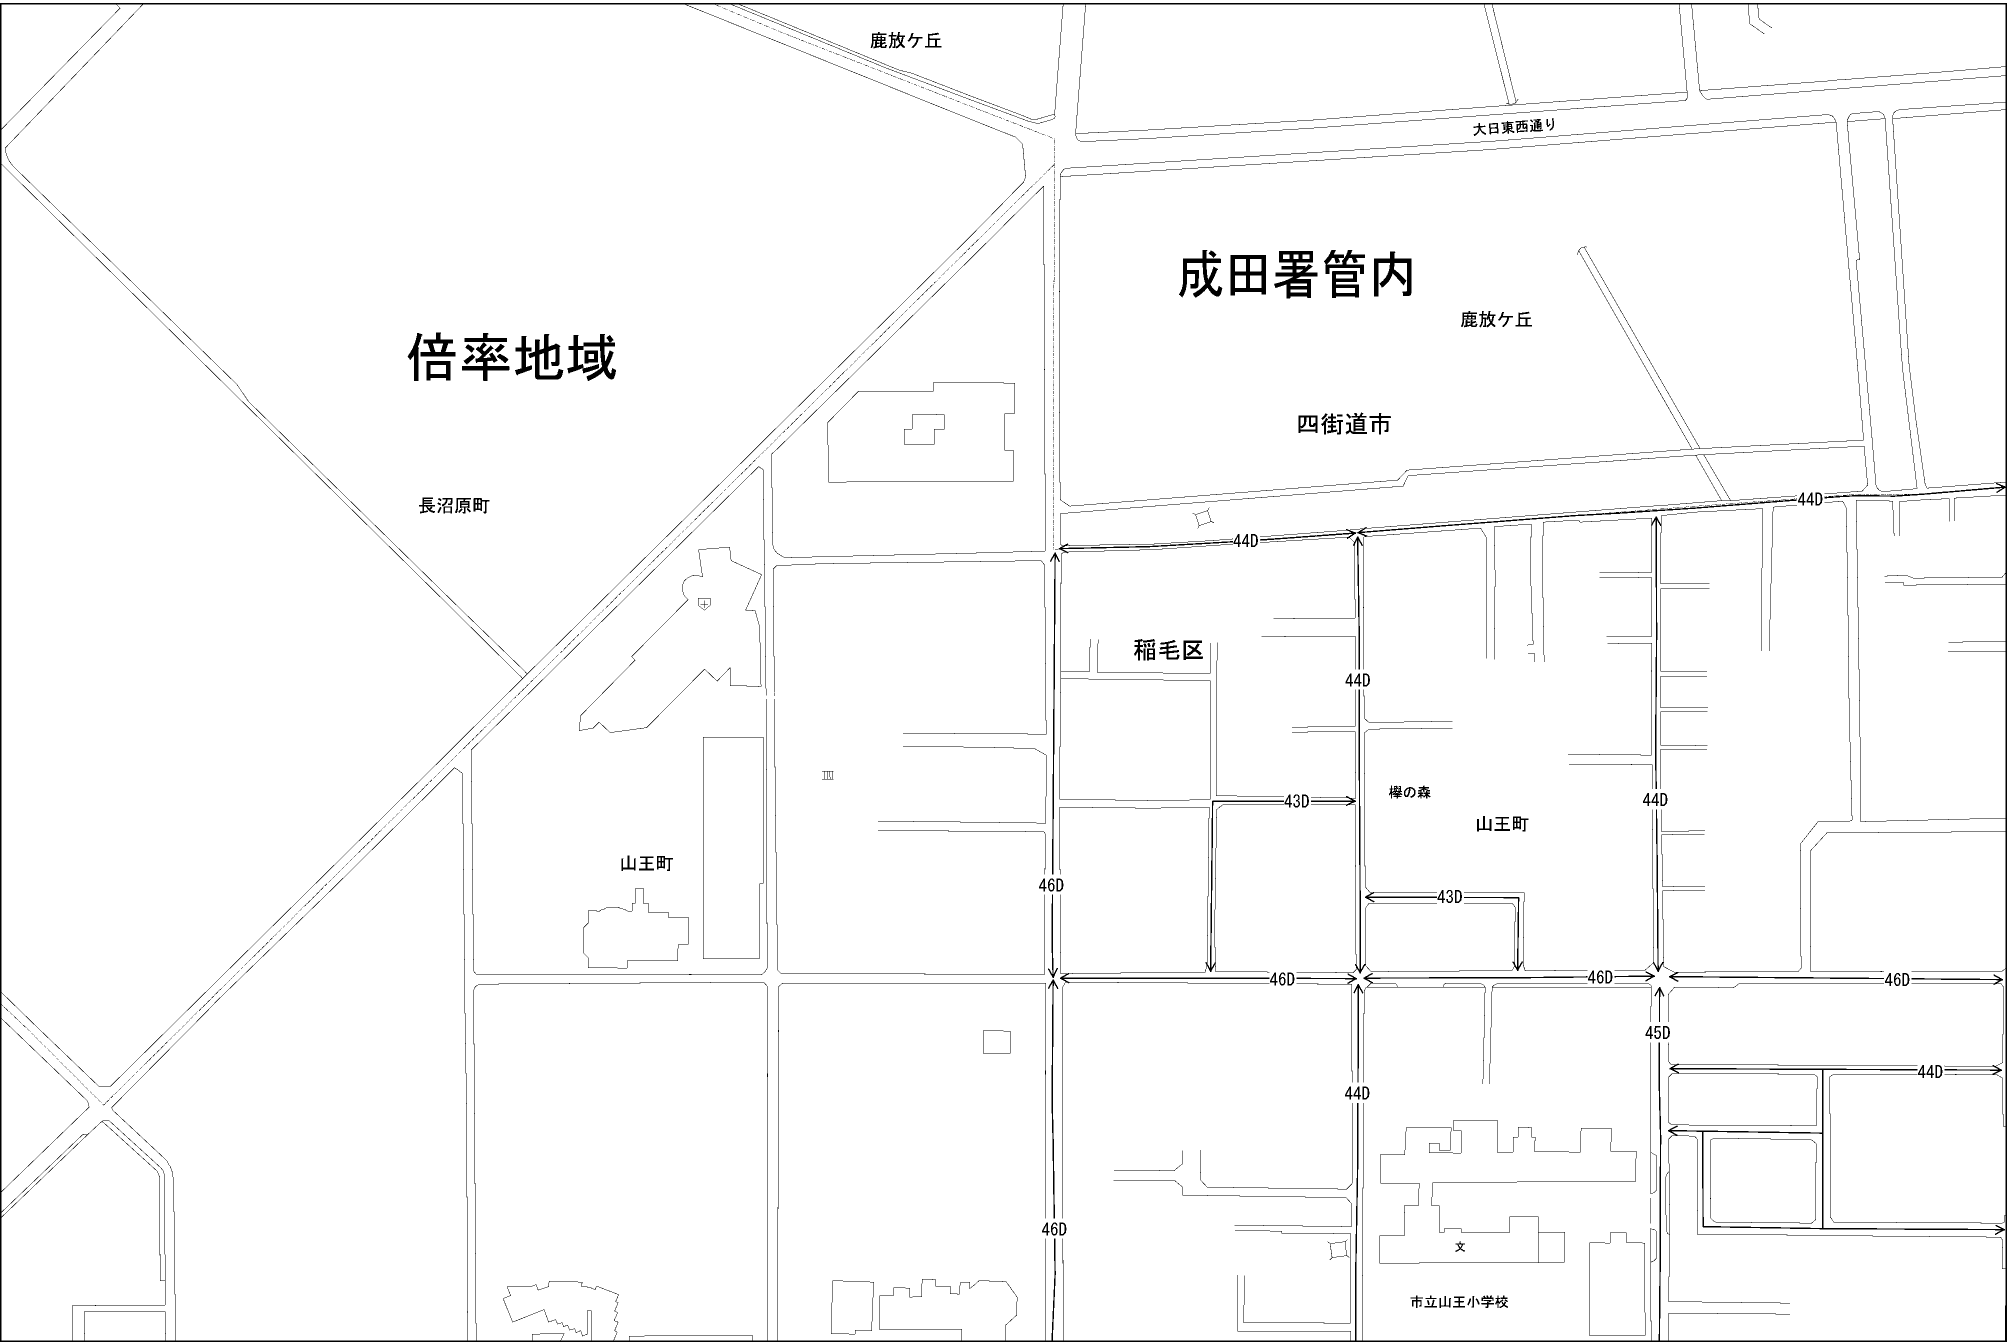 鹿放ケ丘
大日東西通り
成田署管内
鹿放ケ丘
倍率地域
四街道市
長沼原町
44D
44D
稲毛区
44D
欅の森
43D
44D
山王町
山王町
46D
43D
46D
46D
46D
45D
44D
44D
46D
文
市立山王小学校